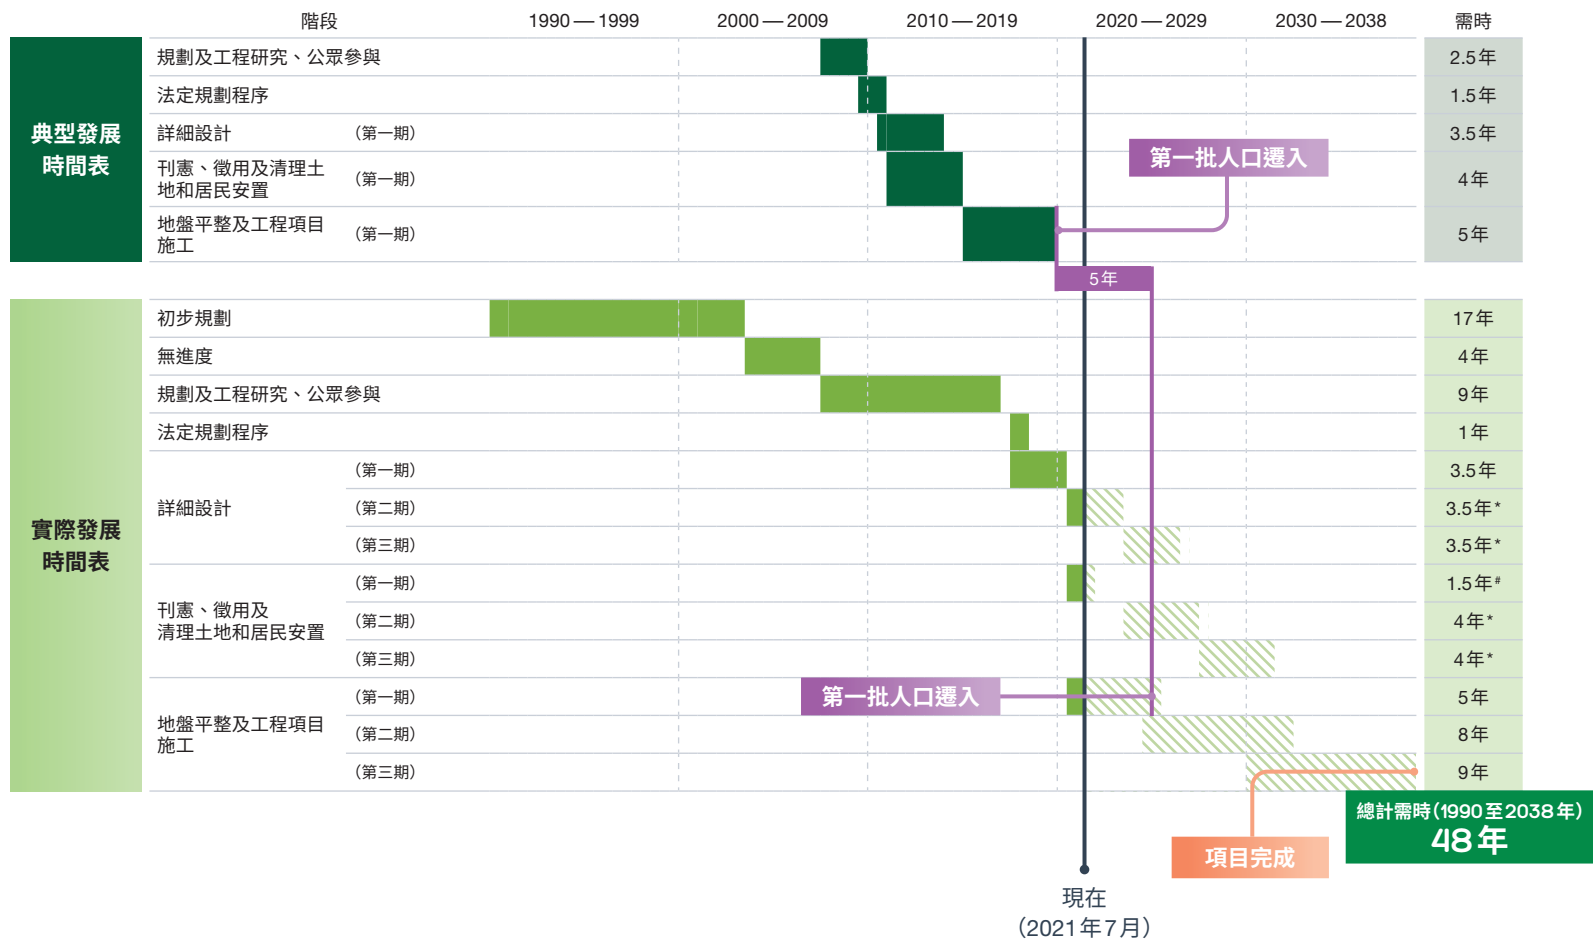 階段 1990—1999 2000—2009 2010—2019 2020—2029 2030—2038 需時
典型發展
時間表
規劃及工程研究、公眾參與 2.5年
法定規劃程序 1.5年
詳細設計 （第一期） 3.5年
第一批人口遷入
刊憲、徵用及清理土
地和居民安置 （第一期） 4年
地盤平整及工程項目
施工 （第一期） 5年
5年
實際發展
時間表
初步規劃 17年
無進度 4年
規劃及工程研究、公眾參與 9年
法定規劃程序 1年
詳細設計
（第一期） 3.5年
（第二期） 3.5年*
（第三期） 3.5年*
刊憲、徵用及
清理土地和居民安置
（第一期） 1.5年#
（第二期） 4年*
（第三期） 4年*
第一批人口遷入
地盤平整及工程項目
施工
（第一期） 5年
（第二期） 8年
（第三期） 9年
總計需時（1990至2038年）
48年
項目完成
現在
（2021年7月）